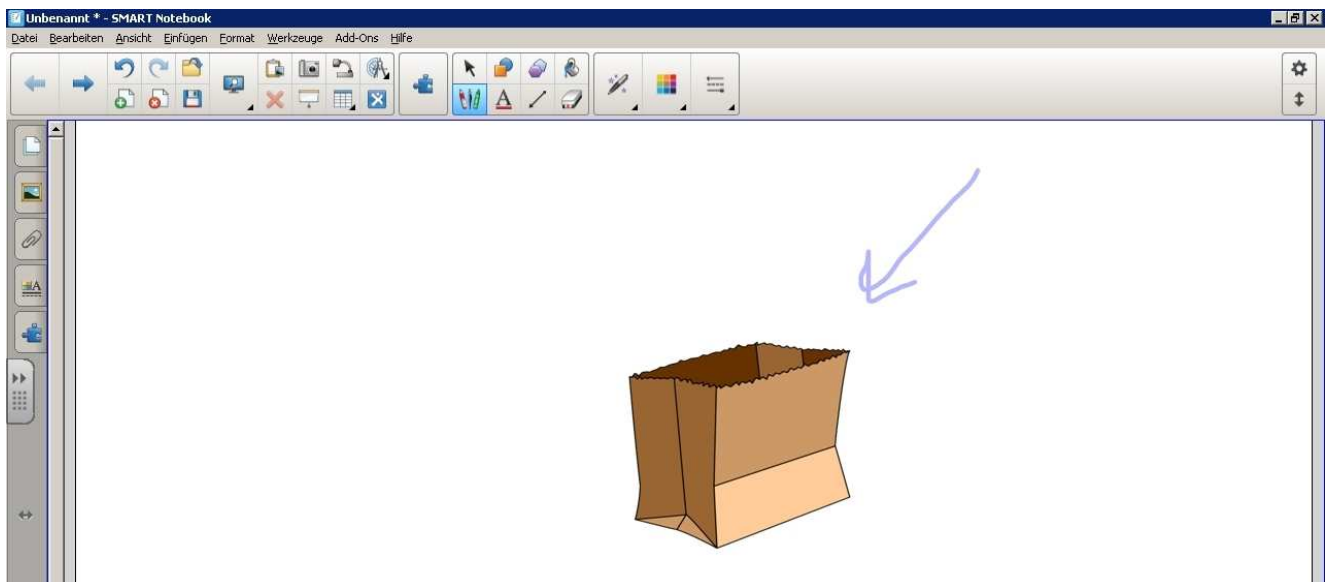 Unbenannt * - SMART Notebook
Datei Bearbeiten Ansicht Einfügen Format Werkzeuge Add-Ons Hilfe